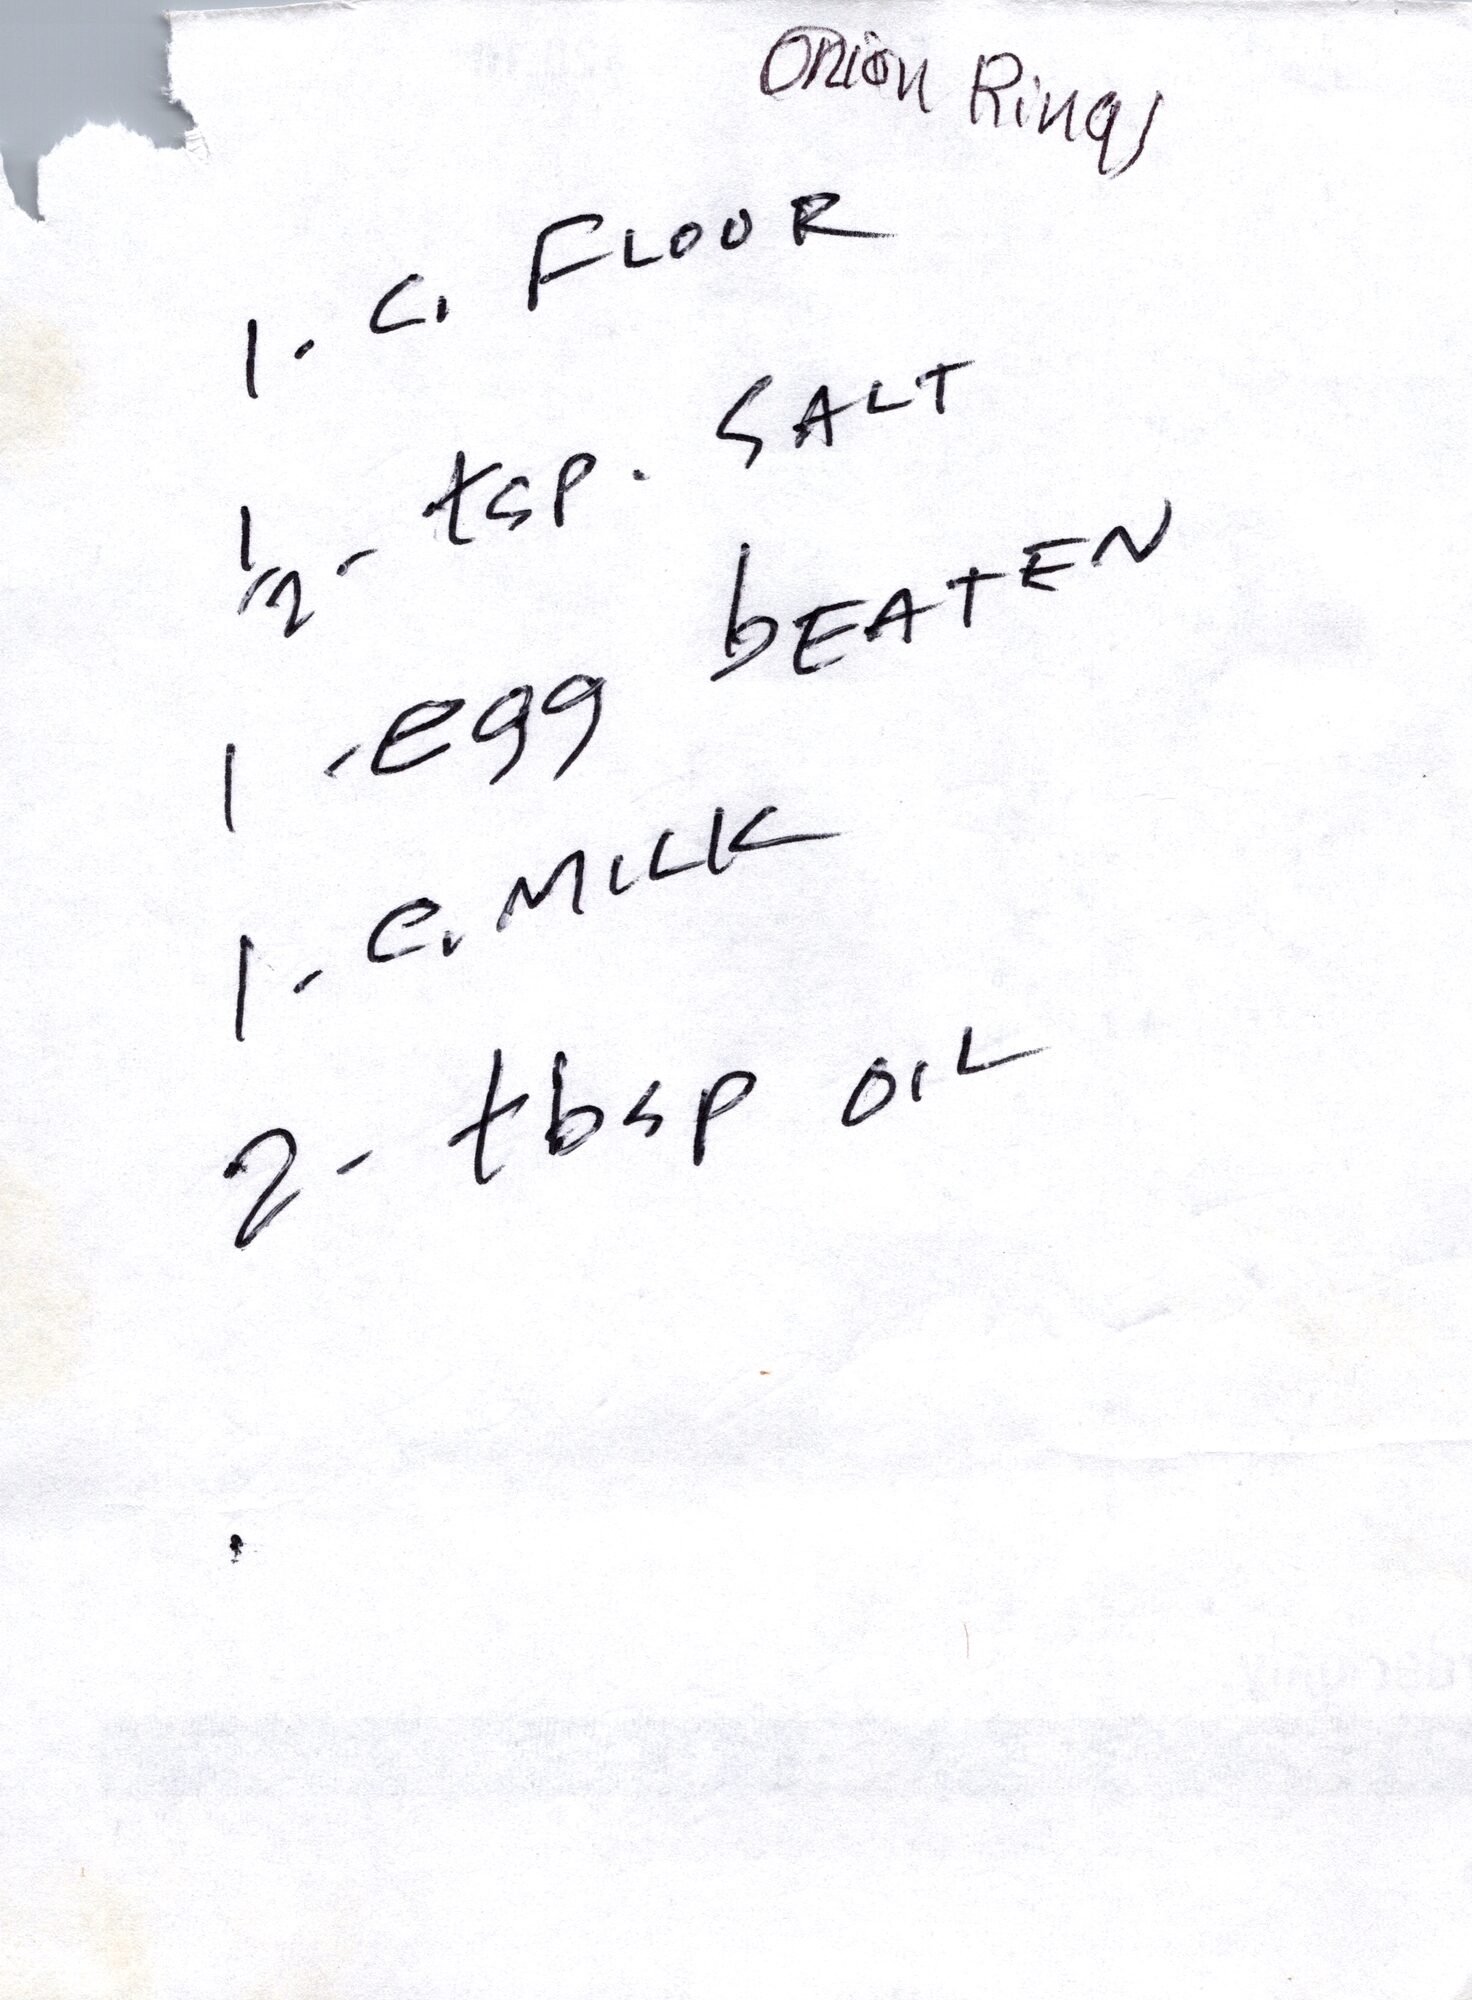 Onion Rings
1 - c. FLOOR
1/2 - tsp. SALT
1 - egg bEATEN
1 - c. MILK
2 - tbsp OIL